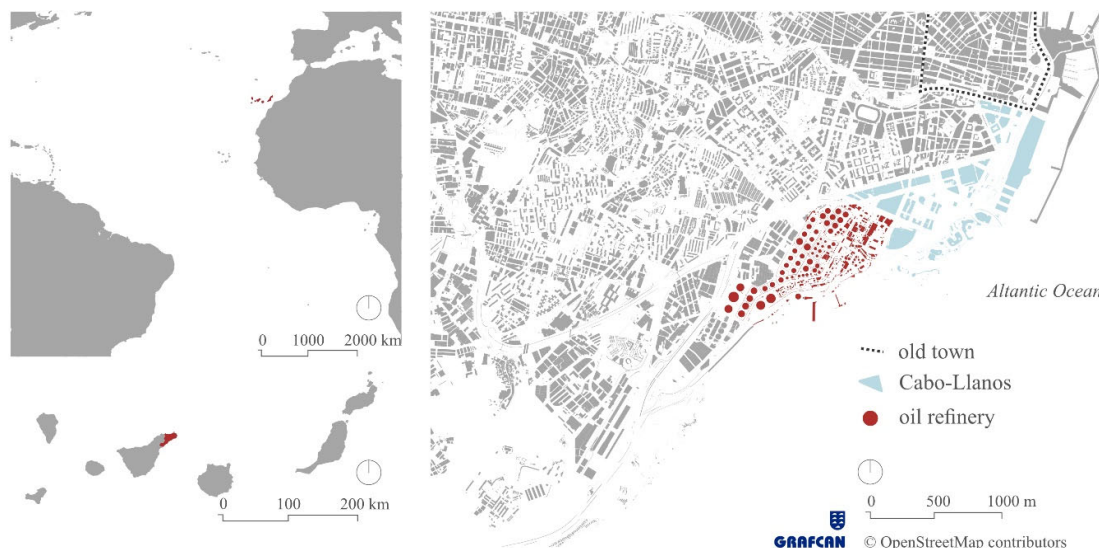 0 1000 2000 km
0 100 200 km
Altantic Ocean
old town
Cabo-Llanos
oil refinery
0 500 1000 m
GRAFCAN © OpenStreetMap contributors